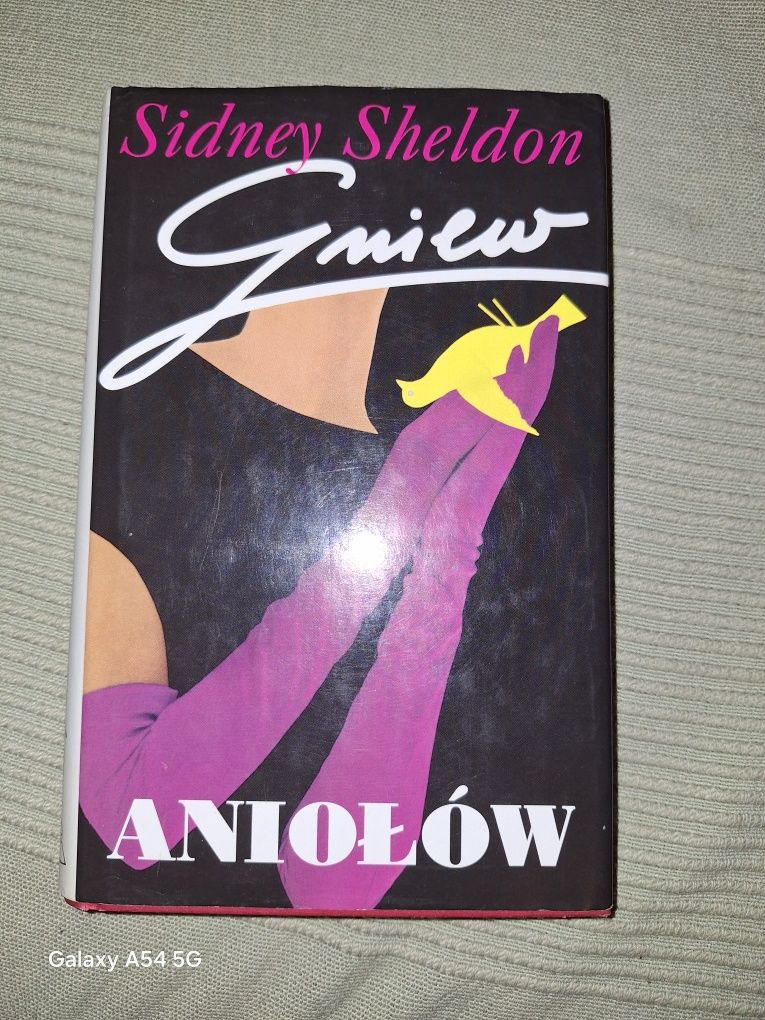 Sidney Sheldon
Gniew
ANIOŁÓW
Galaxy A54 5G